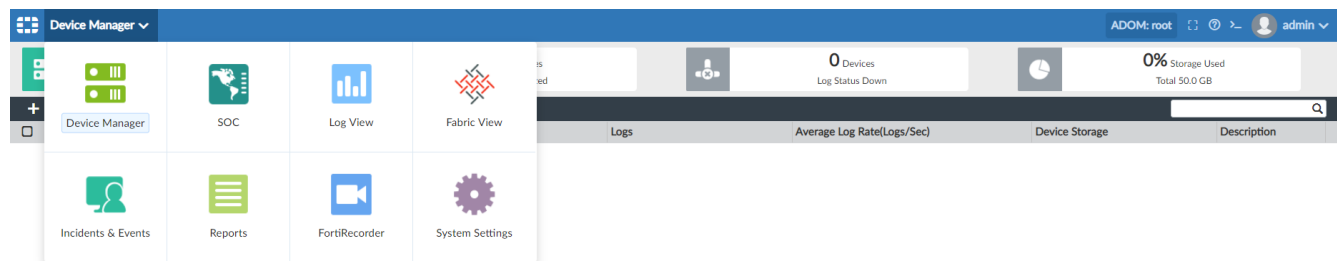 Device Manager
ADOM: root
admin
0 Devices
Log Status Down
0% Storage Used
Total 50.0 GB
Device Manager
SOC
Log View
Fabric View
Logs
Average Log Rate(Logs/Sec)
Device Storage
Description
Incidents & Events
Reports
FortiRecorder
System Settings